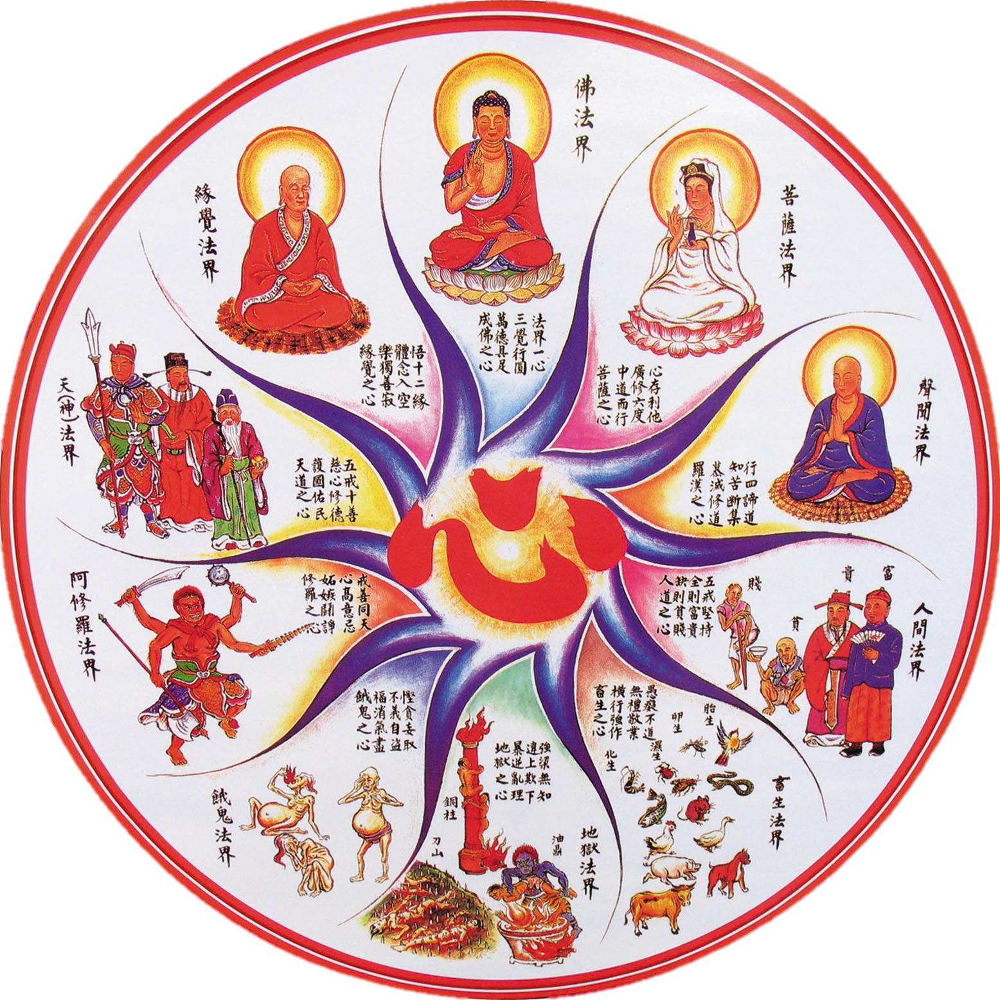 佛法界
法界一心
三覺行圓
萬德具足
成佛之心
菩薩法界
心存利他
廣修六度
中道而行
菩薩之心
聲聞法界
行四諦道
知苦断集
慕滅修道
羅漢之心
人間法界
富
貴
賤
貧
五戒堅持
全則富貴
缺則貧賤
人道之心
畜生法界
愚癡不道
無禮敬業
橫行強作
畜生之心
胎生
卵生
濕生
化生
地獄法界
強梁無知
違上欺下
暴逆亂理
地獄之心
銅柱
刀山
油鼎
餓鬼法界
慳貪妄取
不義自盜
福消氣盡
餓鬼之心
阿修羅法界
戒善同天
心高意忌
妬嫉鬪諍
修羅之心
天(神)法界
五戒十善
慈心修德
護國佑民
天道之心
緣覺法界
悟十二緣
體念入空
樂獨善寂
緣覺之心
心